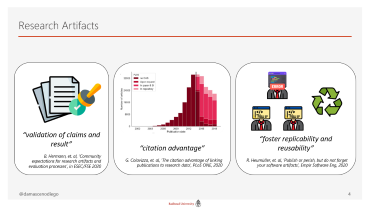 Research Artifacts
"validation of claims and
result"
B. Hermann, et. al, 'Community
expectations for research artifacts and
evaluation processes', in ESEC/FSE 2020
"citation advantage"
G. Colavizza, et. al, 'The citation advantage of linking
publications to research data', PLoS ONE, 2020
"foster replicability and
reusability"
R. Heumüller, et. al, 'Publish or perish, but do not forget
your software artifacts', Empir Software Eng, 2020
@damascenodiego
4
Radboud University